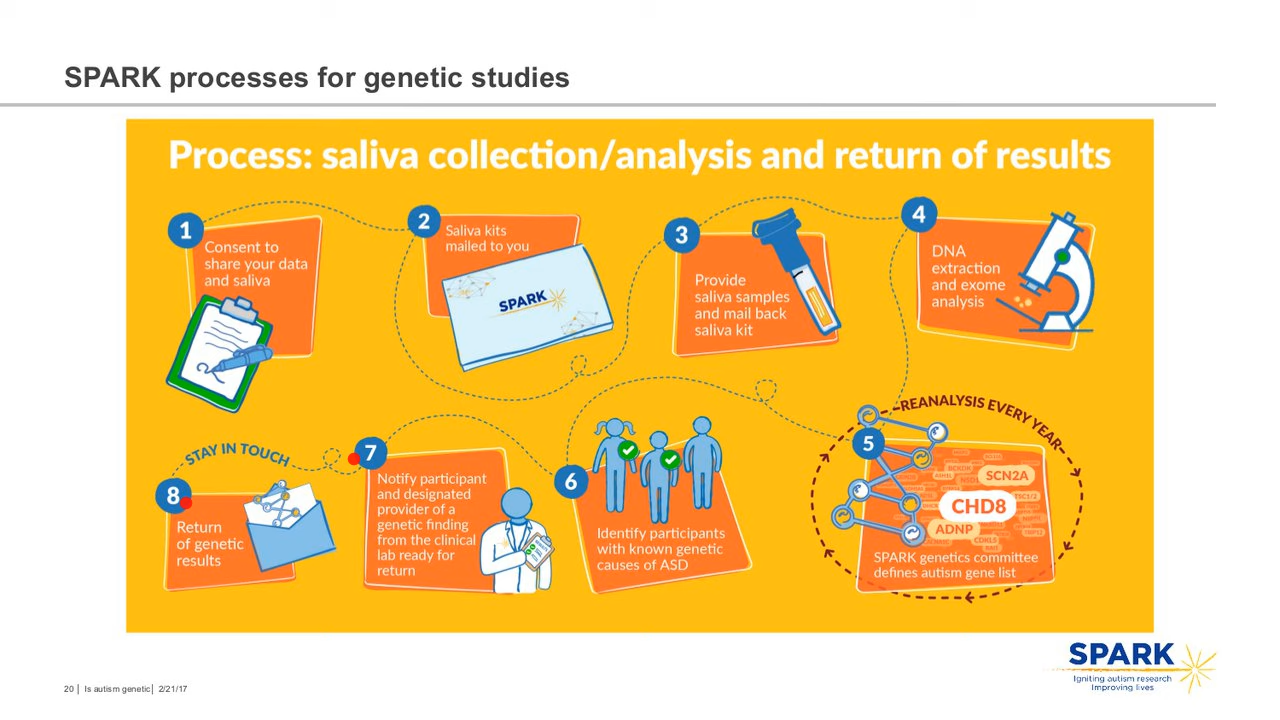 SPARK processes for genetic studies
Process: saliva collection/analysis and return of results
1
Consent to
share your data
and saliva
2
Saliva kits
mailed to you
SPARK
3
Provide
saliva samples
and mail back
saliva kit
4
DNA
extraction
and exome
analysis
REANALYSIS EVERY YEAR
5
SCN2A
CHD8
ADNP
CDKL5
SPARK genetics committee
defines autism gene list
6
Identify participants
with known genetic
causes of ASD
7
Notify participant
and designated
provider of a
genetic finding
from the clinical
lab ready for
return
STAY IN TOUCH
8
Return
of genetic
results
SPARK
Igniting autism research
Improving lives
20 | Is autism genetic| 2/21/17